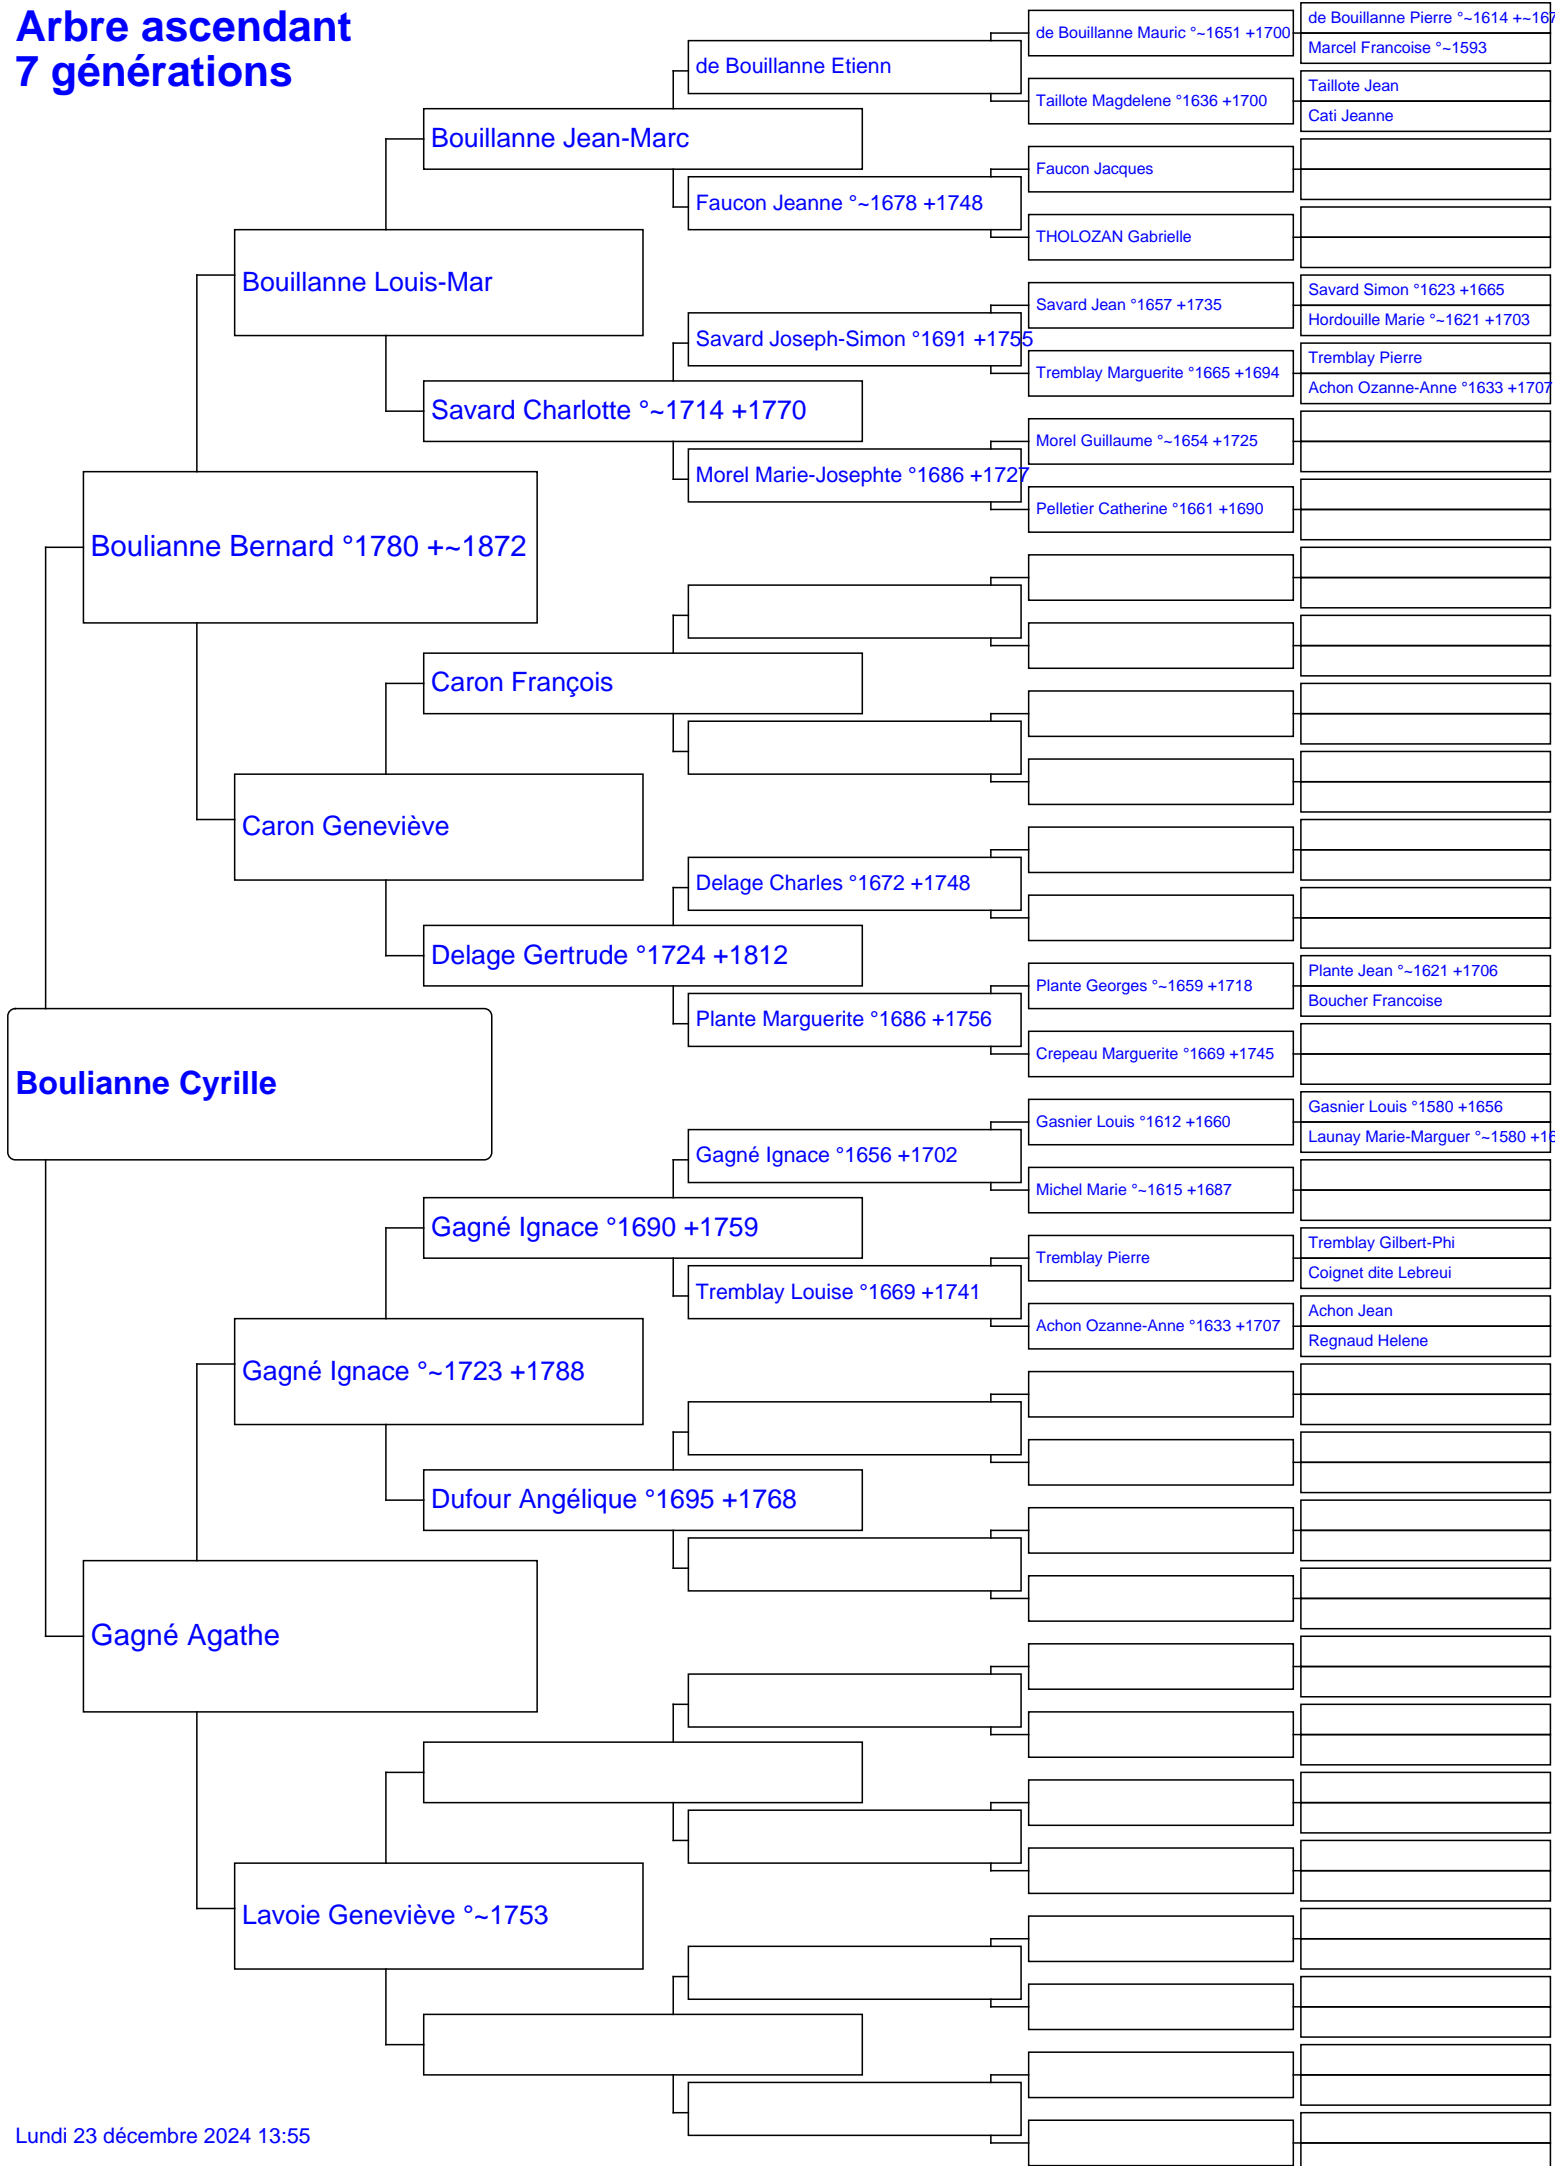 Arbre ascendant
7 générations
de Bouillanne Pierre °~1614 +~167
de Bouillanne Mauric °~1651 +1700
Marcel Francoise °~1593
de Bouillanne Etienn
Taillote Jean
Taillote Magdelene °1636 +1700
Cati Jeanne
Bouillanne Jean-Marc
Faucon Jacques
Faucon Jeanne °~1678 +1748
THOLOZAN Gabrielle
Bouillanne Louis-Mar
Savard Simon °1623 +1665
Savard Jean °1657 +1735
Hordouille Marie °~1621 +1703
Savard Joseph-Simon °1691 +1755
Tremblay Pierre
Tremblay Marguerite °1665 +1694
Achon Ozanne-Anne °1633 +1707
Savard Charlotte °~1714 +1770
Morel Guillaume °~1654 +1725
Morel Marie-Josephte °1686 +1727
Pelletier Catherine °1661 +1690
Boulianne Bernard °1780 +~1872
Caron François
Caron Geneviève
Delage Charles °1672 +1748
Delage Gertrude °1724 +1812
Plante Jean °~1621 +1706
Plante Georges °~1659 +1718
Boucher Francoise
Plante Marguerite °1686 +1756
Crepeau Marguerite °1669 +1745
Boulianne Cyrille
Gasnier Louis °1580 +1656
Gasnier Louis °1612 +1660
Launay Marie-Marguer °~1580 +16
Gagné Ignace °1656 +1702
Michel Marie °~1615 +1687
Gagné Ignace °1690 +1759
Tremblay Gilbert-Phi
Tremblay Pierre
Coignet dite Lebreui
Tremblay Louise °1669 +1741
Achon Jean
Achon Ozanne-Anne °1633 +1707
Regnaud Helene
Gagné Ignace °~1723 +1788
Dufour Angélique °1695 +1768
Gagné Agathe
Lavoie Geneviève °~1753
Lundi 23 décembre 2024 13:55